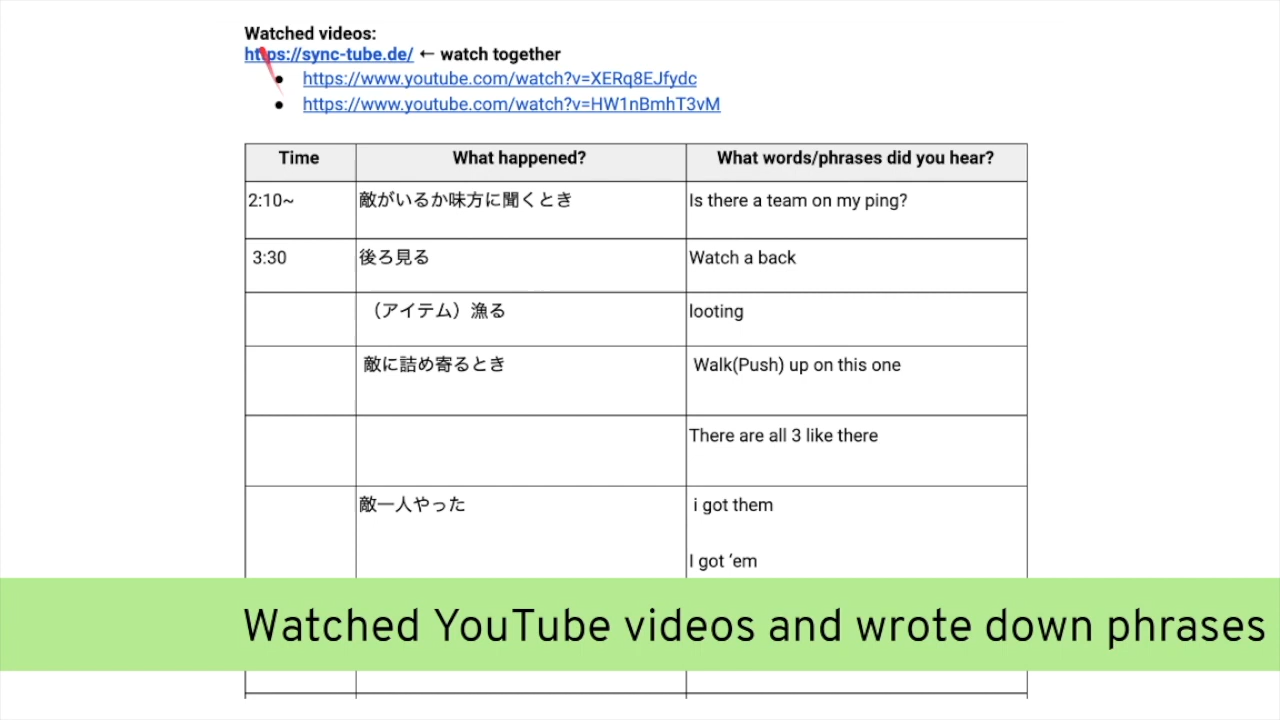 Watched videos:
https://sync-tube.de/ ← watch together
● https://www.youtube.com/watch?v=XERq8EJfydc
● https://www.youtube.com/watch?v=HW1nBmhT3vM
Time What happened? What words/phrases did you hear?
2:10~ 敵がいるか味方に聞くとき Is there a team on my ping?
3:30 後ろ見る Watch a back
（アイテム）漁る looting
敵に詰め寄るとき Walk(Push) up on this one
There are all 3 like there
敵一人やった i got them
I got ‘em
Watched YouTube videos and wrote down phrases